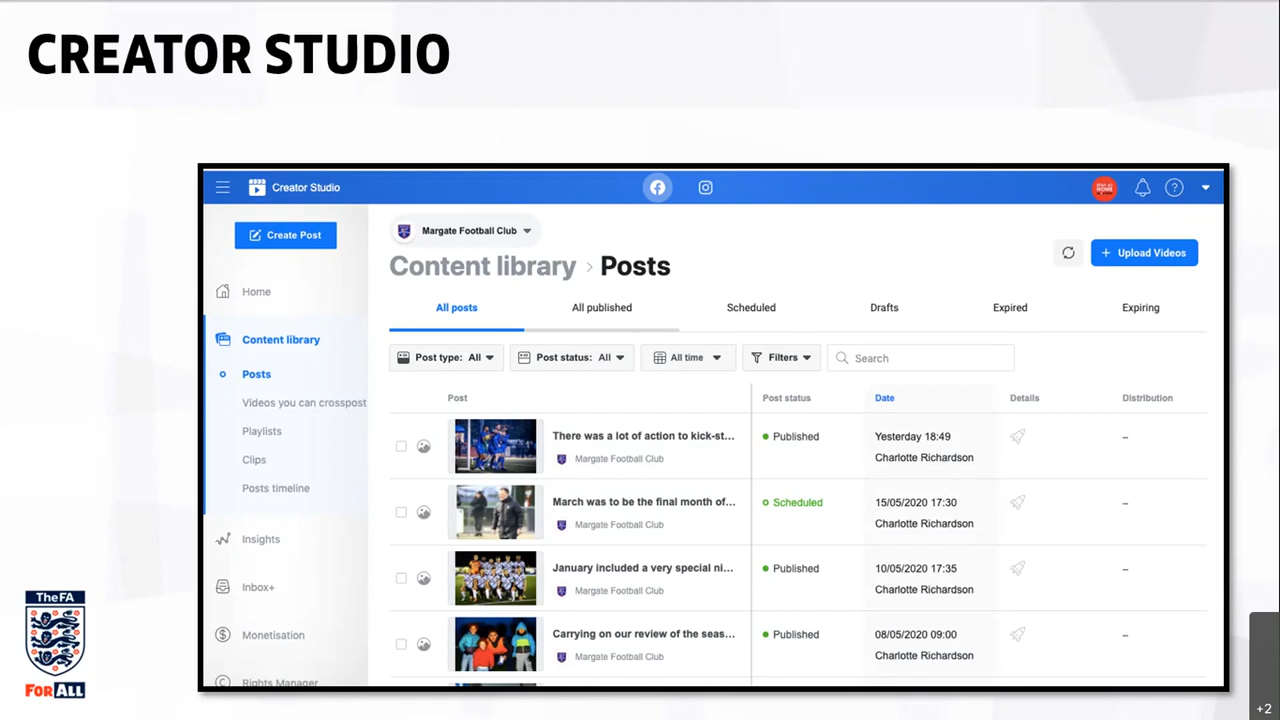 CREATOR STUDIO
Creator Studio
Create Post
Margate Football Club
Content library > Posts
Upload Videos
Home
Content library
Posts
Videos you can crosspost
Playlists
Clips
Posts timeline
Insights
Inbox+
Monetisation
Rights Manager
All posts
All published
Scheduled
Drafts
Expired
Expiring
Post type: All
Post status: All
All time
Filters
Search
Post
Post status
Date
Details
Distribution
There was a lot of action to kick-st...
Margate Football Club
Published
Yesterday 18:49
Charlotte Richardson
–
March was to be the final month of...
Margate Football Club
Scheduled
15/05/2020 17:30
Charlotte Richardson
–
January included a very special ni...
Margate Football Club
Published
10/05/2020 17:35
Charlotte Richardson
–
Carrying on our review of the seas...
Margate Football Club
Published
08/05/2020 09:00
Charlotte Richardson
–
The FA
FOR ALL
+2